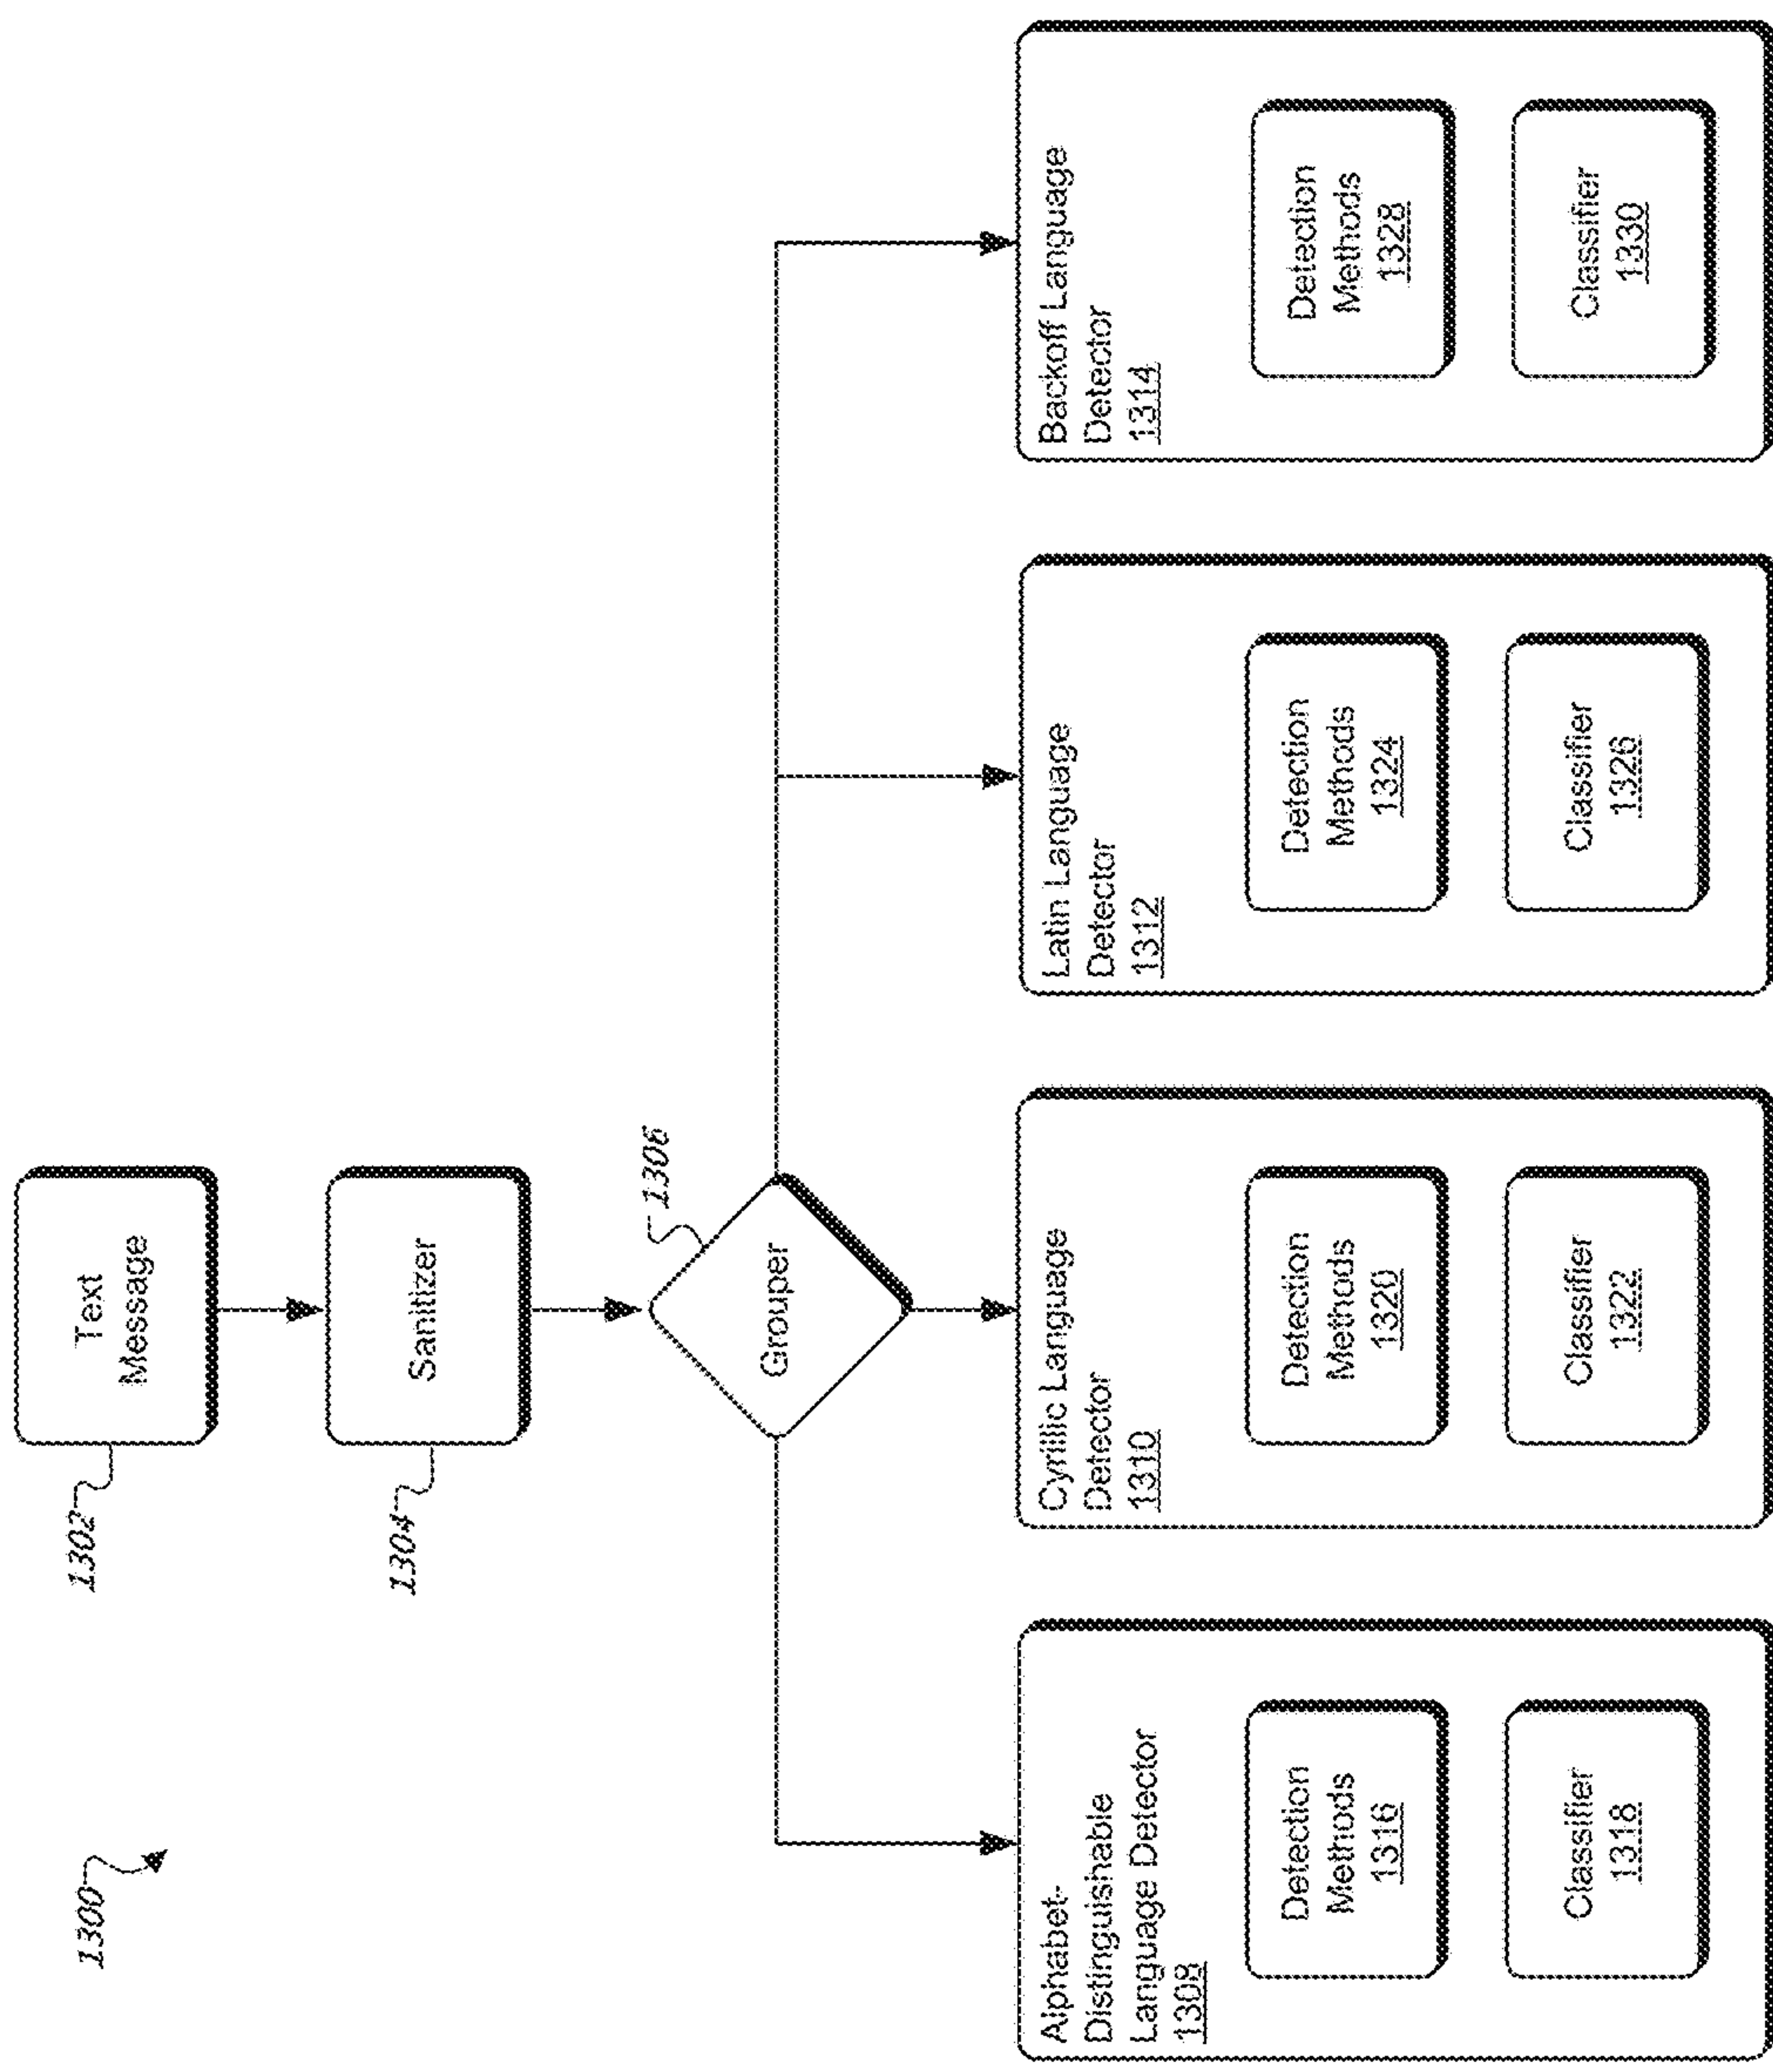 1300
1302
Text
Message
1304
Sanitizer
1306
Grouper
Alphabet-
Distinguishable
Language Detector
1308
Detection
Methods
1316
Classifier
1318
Cyrillic Language
Detector
1310
Detection
Methods
1320
Classifier
1322
Latin Language
Detector
1312
Detection
Methods
1324
Classifier
1326
Backoff Language
Detector
1314
Detection
Methods
1328
Classifier
1330